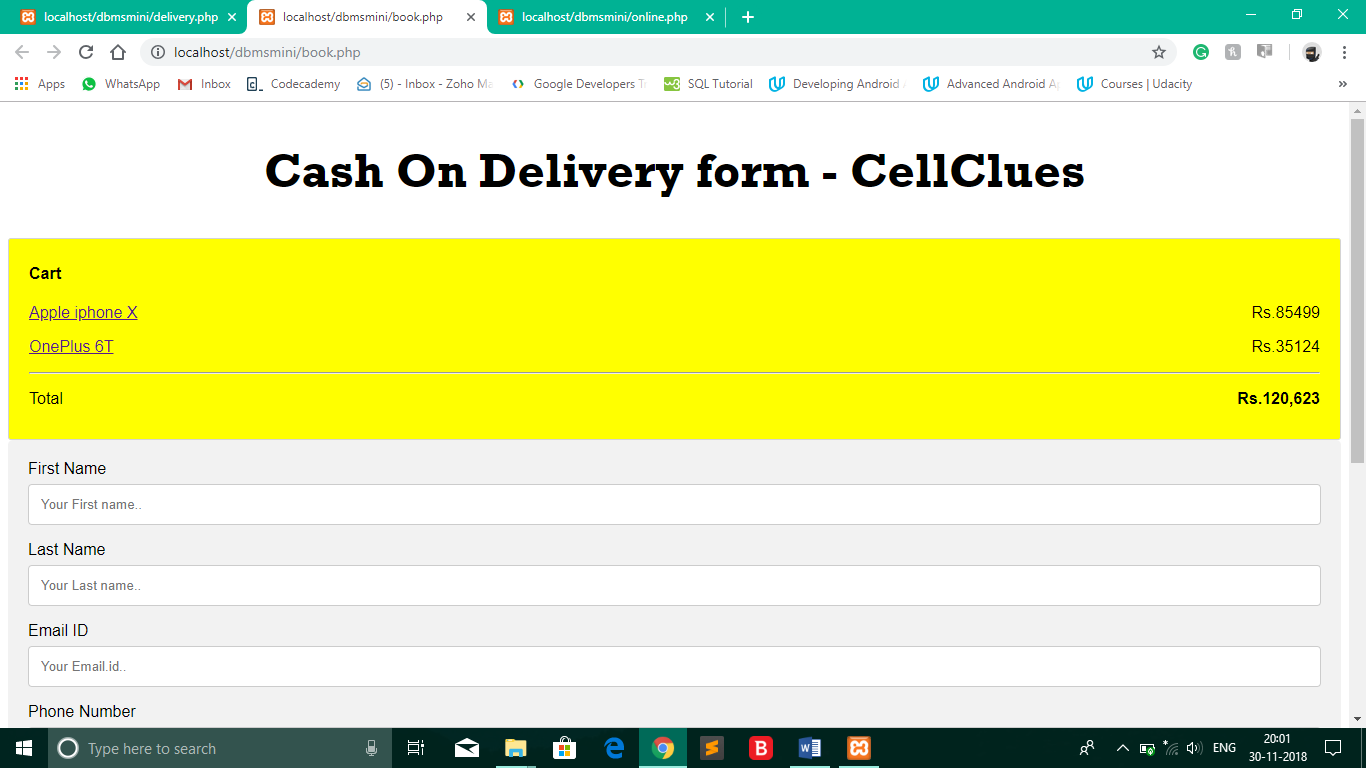 localhost/dbmsmini/delivery.php
localhost/dbmsmini/book.php
localhost/dbmsmini/online.php
localhost/dbmsmini/book.php
Apps
WhatsApp
Inbox
Codecademy
(5) - Inbox - Zoho Ma
Google Developers Tr
SQL Tutorial
Developing Android A
Advanced Android Ap
Courses | Udacity
»
Cash On Delivery form - CellClues
Cart
Apple iphone X Rs.85499
OnePlus 6T Rs.35124
Total Rs.120,623
First Name
Your First name..
Last Name
Your Last name..
Email ID
Your Email.id..
Phone Number
Type here to search
ENG
20:01
30-11-2018